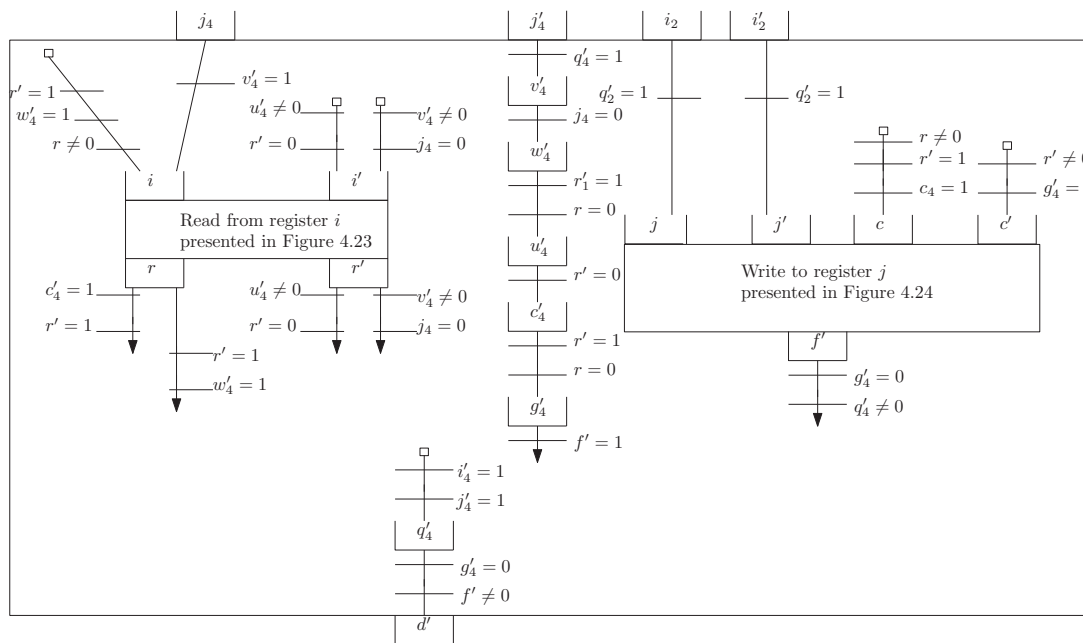 j₄
j′₄
i₂
i′₂
q′₄ = 1
v′₄ = 1
r′ = 1
w′₄ = 1
r ≠ 0
u′₄ ≠ 0
r′ = 0
v′₄ ≠ 0
j₄ = 0
v′₄
j₄ = 0
w′₄
r′₁ = 1
r = 0
q′₂ = 1
q′₂ = 1
r ≠ 0
r′ = 1
c₄ = 1
r′ ≠ 0
g′₄ =
i
i′
Read from register i
presented in Figure 4.23
r
r′
u′₄
r′ = 0
c′₄
r′ = 1
r = 0
g′₄
f′ = 1
j
j′
c
c′
Write to register j
presented in Figure 4.24
f′
g′₄ = 0
q′₄ ≠ 0
c′₄ = 1
r′ = 1
r′ = 1
w′₄ = 1
u′₄ ≠ 0
r′ = 0
v′₄ ≠ 0
j₄ = 0
i′₄ = 1
j′₄ = 1
q′₄
g′₄ = 0
f′ ≠ 0
d′